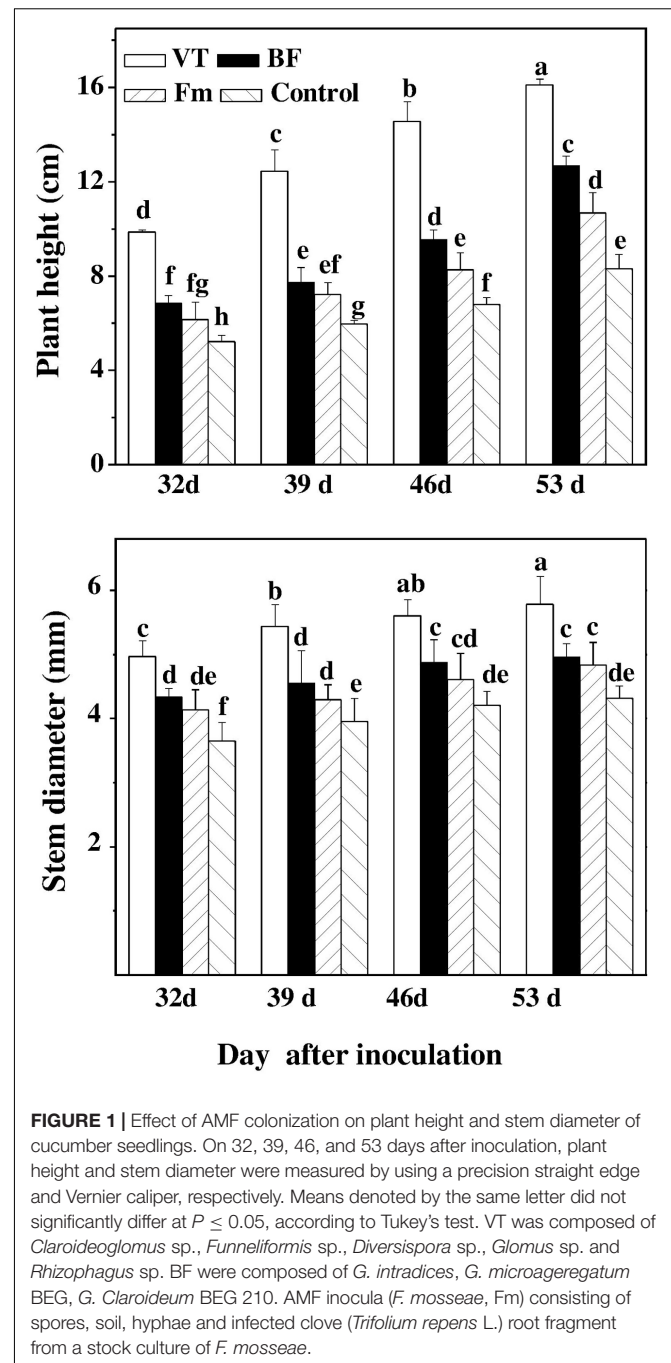 VT BF
Fm Control
Plant height (cm)
16
12
8
4
0
d f fg h
c e ef g
b d e f
a c d e
32d 39 d 46d 53 d
Stem diameter (mm)
6
4
2
c d de f
b d d e
ab c cd de
a c c de
32d 39 d 46d 53 d
Day after inoculation
FIGURE 1 | Effect of AMF colonization on plant height and stem diameter of
cucumber seedlings. On 32, 39, 46, and 53 days after inoculation, plant
height and stem diameter were measured by using a precision straight edge
and Vernier caliper, respectively. Means denoted by the same letter did not
significantly differ at P ≤ 0.05, according to Tukey's test. VT was composed of
Claroideoglomus sp., Funneliformis sp., Diversispora sp., Glomus sp. and
Rhizophagus sp. BF were composed of G. intradices, G. microageregatum
BEG, G. Claroideum BEG 210. AMF inocula (F. mosseae, Fm) consisting of
spores, soil, hyphae and infected clove (Trifolium repens L.) root fragment
from a stock culture of F. mosseae.